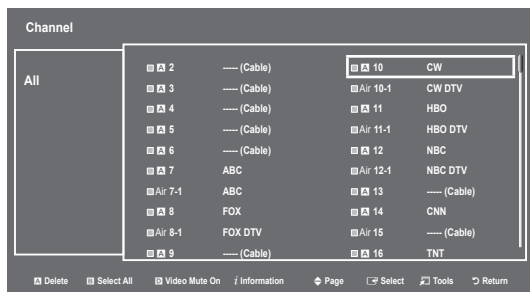 Channel
All
A 2 ----- (Cable)
A 3 ----- (Cable)
A 4 ----- (Cable)
A 5 ----- (Cable)
A 6 ----- (Cable)
A 7 ABC
Air 7-1 ABC
A 8 FOX
Air 8-1 FOX DTV
A 9 ----- (Cable)
A 10 CW
Air 10-1 CW DTV
A 11 HBO
Air 11-1 HBO DTV
A 12 NBC
Air 12-1 NBC DTV
A 13 ----- (Cable)
A 14 CNN
Air 15 ----- (Cable)
A 16 TNT
A Delete B Select All D Video Mute On i Information Page Select Tools Return